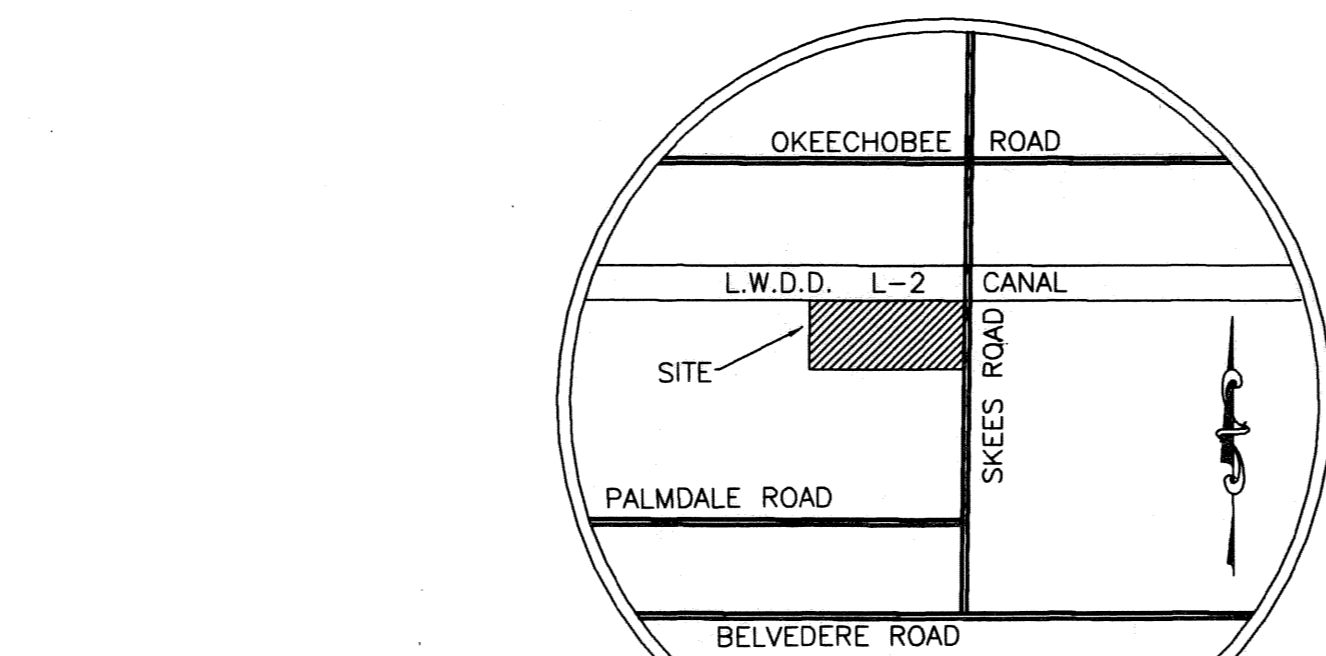 OKEECHOBEE ROAD
L.W.D.D. L-2 CANAL
SITE
SKEES ROAD
PALMDALE ROAD
BELVEDERE ROAD